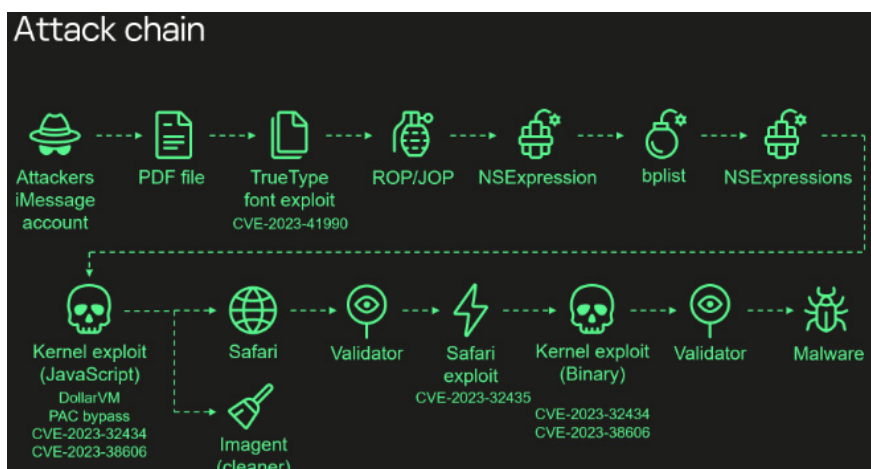 Attack chain
Attackers
iMessage
account
PDF file
TrueType
font exploit
CVE-2023-41990
ROP/JOP
NSExpression
bplist
NSExpressions
Kernel exploit
(JavaScript)
DollarVM
PAC bypass
CVE-2023-32434
CVE-2023-38606
Safari
Imagent
(cleaner)
Validator
Safari
exploit
CVE-2023-32435
Kernel exploit
(Binary)
CVE-2023-32434
CVE-2023-38606
Validator
Malware